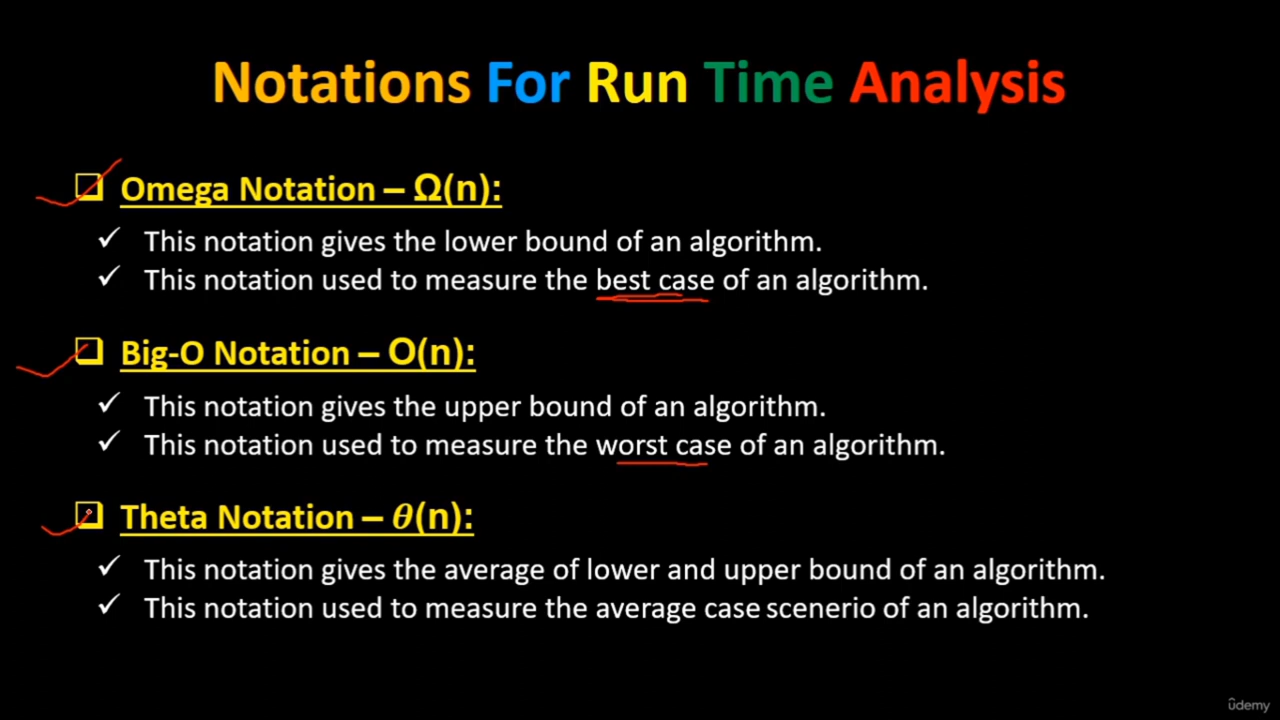 Notations For Run Time Analysis
Omega Notation – Ω(n):
This notation gives the lower bound of an algorithm.
This notation used to measure the best case of an algorithm.
Big-O Notation – O(n):
This notation gives the upper bound of an algorithm.
This notation used to measure the worst case of an algorithm.
Theta Notation – θ(n):
This notation gives the average of lower and upper bound of an algorithm.
This notation used to measure the average case scenerio of an algorithm.
ûdemy